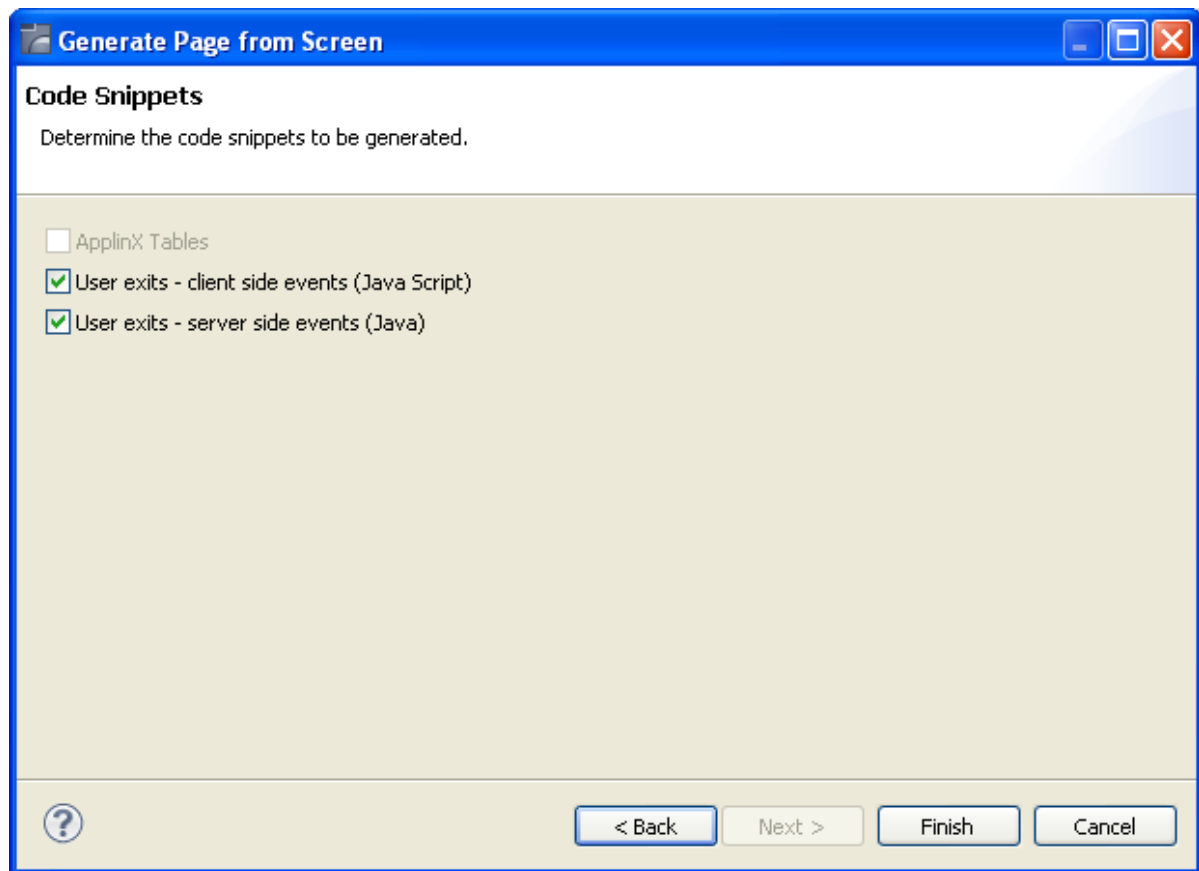 Generate Page from Screen
Code Snippets
Determine the code snippets to be generated.
ApplinX Tables
User exits - client side events (Java Script)
User exits - server side events (Java)
?
< Back
Next >
Finish
Cancel